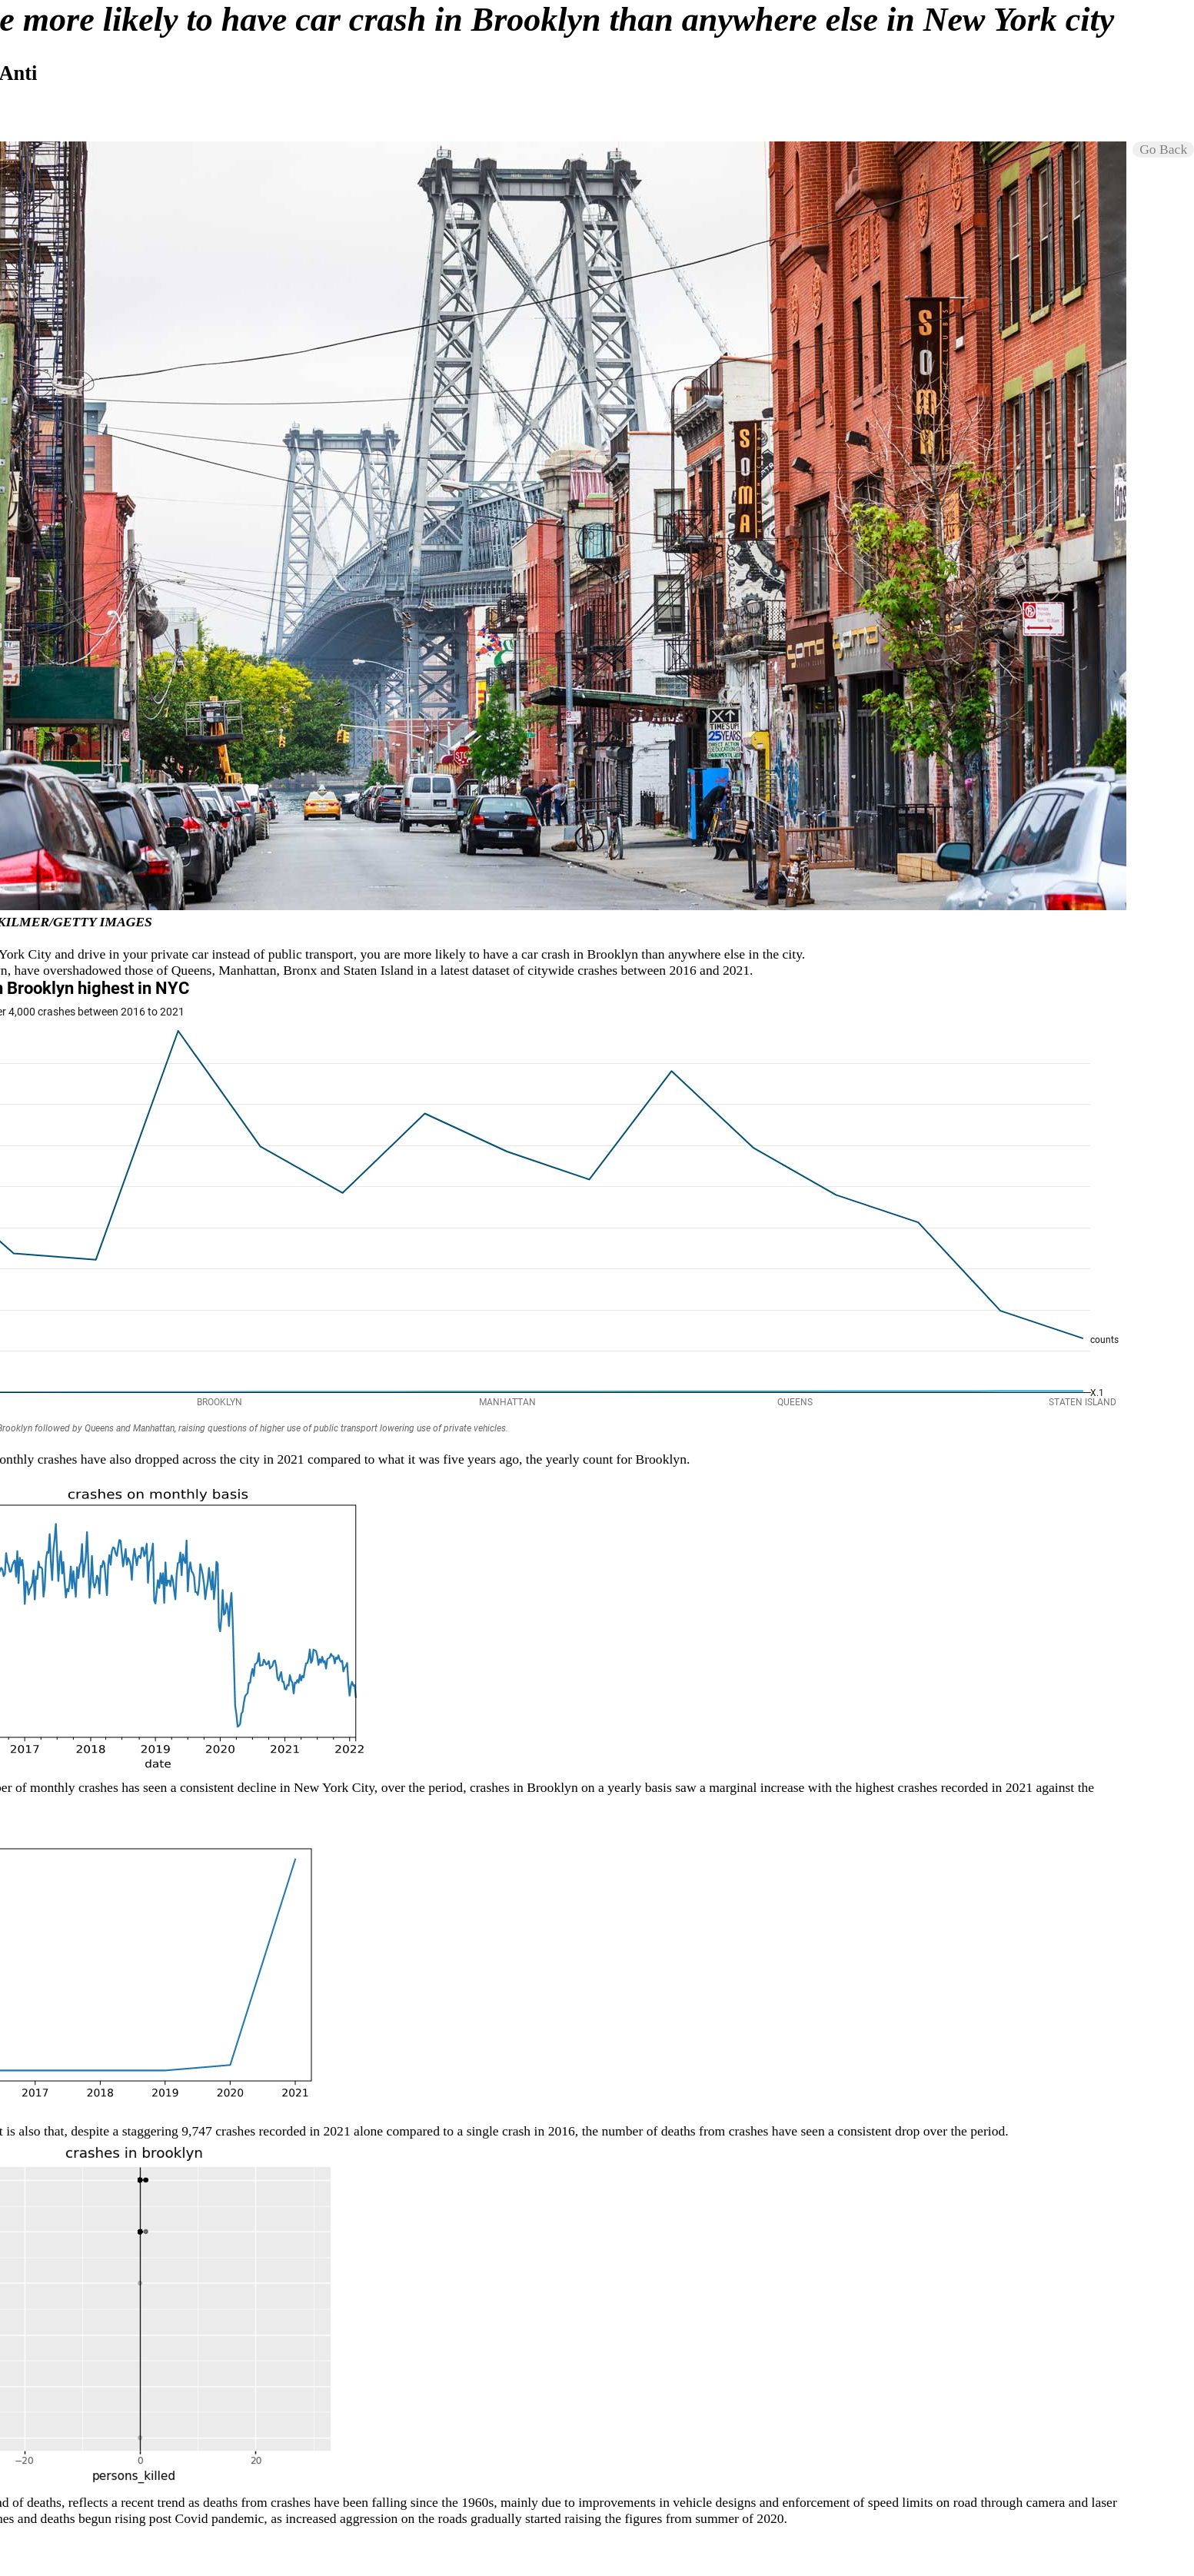 e more likely to have car crash in Brooklyn than anywhere else in New York city
Anti
Go Back
SOMA
SOMA
soma
soma
SPACE
TIME'S UP!
25 YEARS
KILMER/GETTY IMAGES
York City and drive in your private car instead of public transport, you are more likely to have a car crash in Brooklyn than anywhere else in the city.
n, have overshadowed those of Queens, Manhattan, Bronx and Staten Island in a latest dataset of citywide crashes between 2016 and 2021.
n Brooklyn highest in NYC
er 4,000 crashes between 2016 to 2021
counts
X.1
BROOKLYN MANHATTAN QUEENS STATEN ISLAND
Brooklyn followed by Queens and Manhattan, raising questions of higher use of public transport lowering use of private vehicles.
onthly crashes have also dropped across the city in 2021 compared to what it was five years ago, the yearly count for Brooklyn.
crashes on monthly basis
2017 2018 2019 2020 2021 2022
date
er of monthly crashes has seen a consistent decline in New York City, over the period, crashes in Brooklyn on a yearly basis saw a marginal increase with the highest crashes recorded in 2021 against the
2017 2018 2019 2020 2021
t is also that, despite a staggering 9,747 crashes recorded in 2021 alone compared to a single crash in 2016, the number of deaths from crashes have seen a consistent drop over the period.
crashes in brooklyn
−20 0 20
persons_killed
nd of deaths, reflects a recent trend as deaths from crashes have been falling since the 1960s, mainly due to improvements in vehicle designs and enforcement of speed limits on road through camera and laser
hes and deaths begun rising post Covid pandemic, as increased aggression on the roads gradually started raising the figures from summer of 2020.